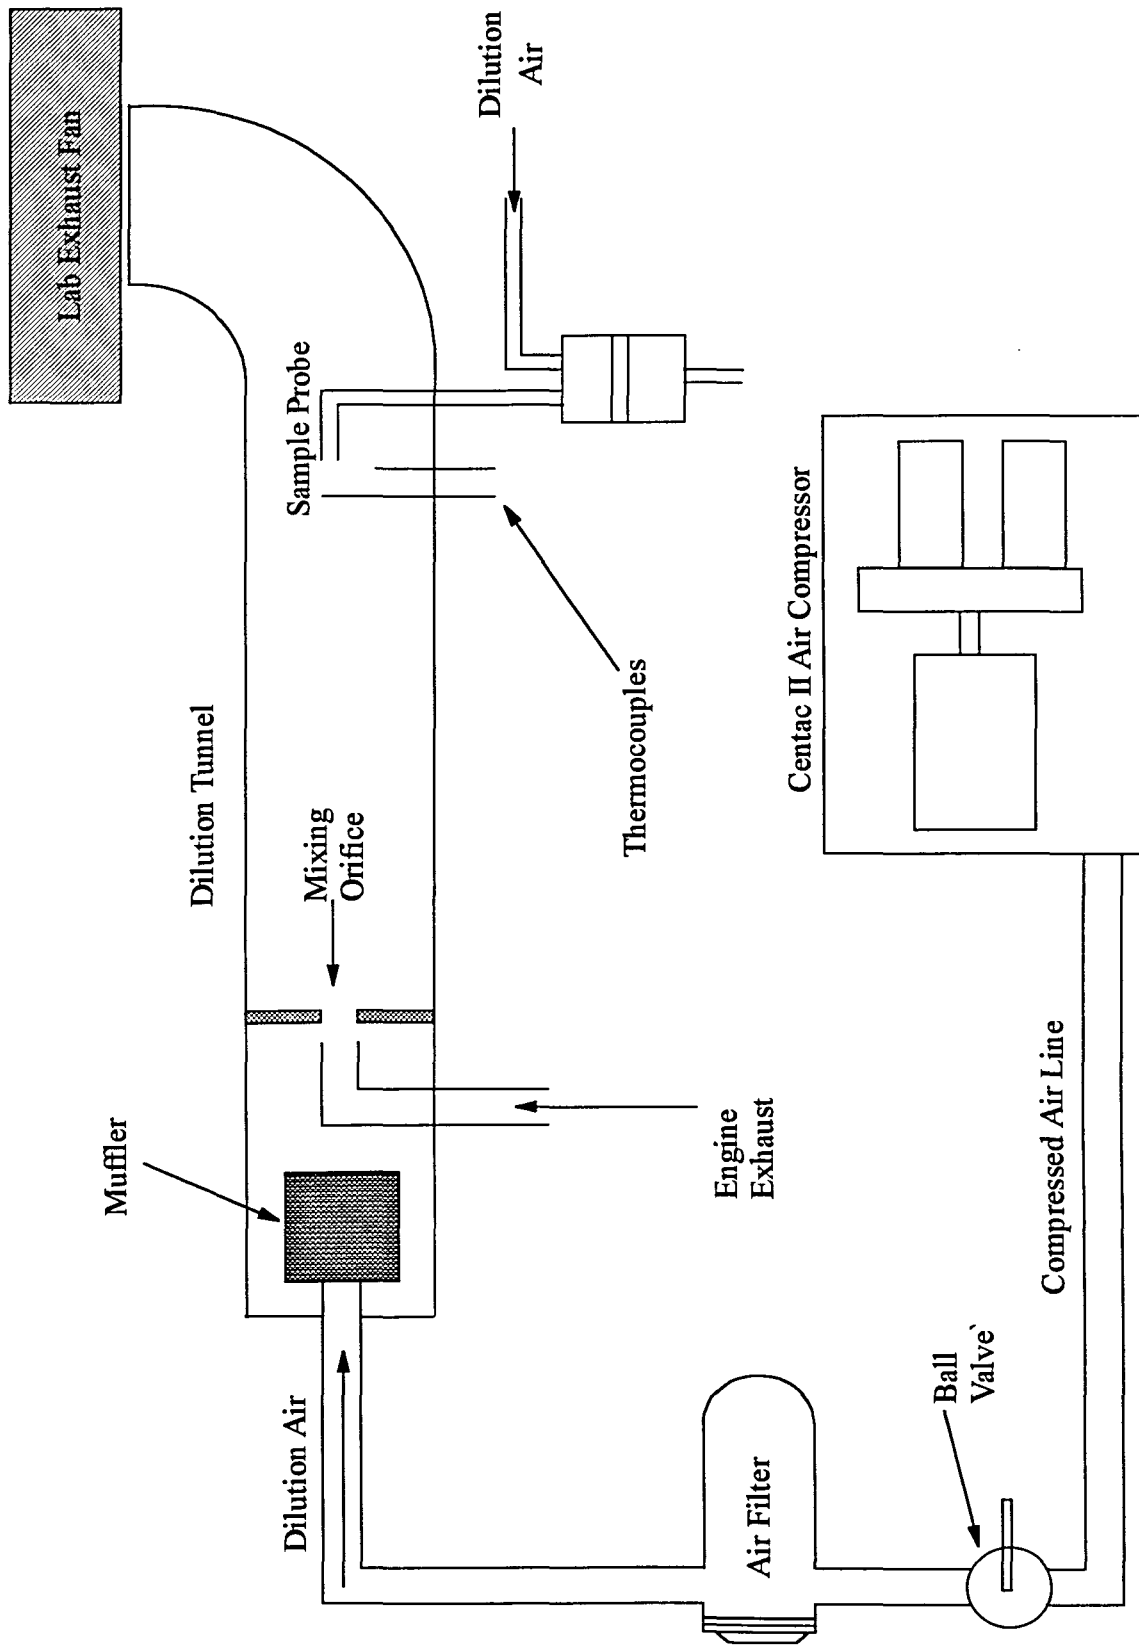 Lab Exhaust Fan
Dilution
Air
Sample Probe
Dilution Tunnel
Mixing
Orifice
Thermocouples
Centac II Air Compressor
Muffler
Engine
Exhaust
Compressed Air Line
Dilution Air
Air Filter
Ball
Valve`